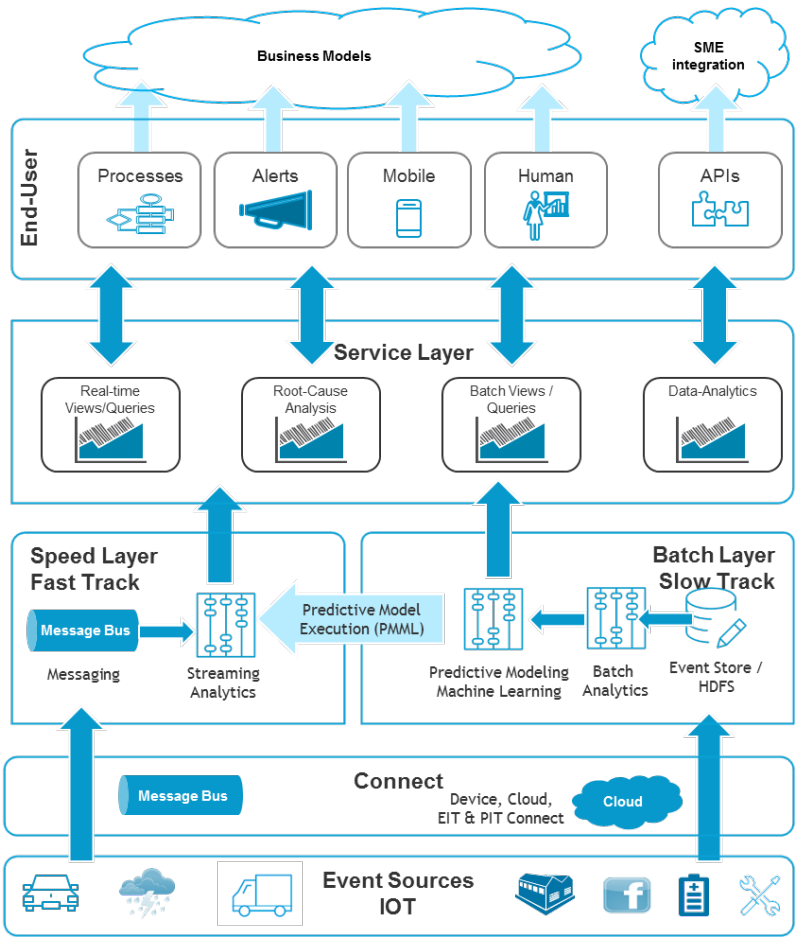 Business Models
SME
integration
End-User
Processes
Alerts
Mobile
Human
APIs
Service Layer
Real-time
Views/Queries
Root-Cause
Analysis
Batch Views /
Queries
Data-Analytics
Speed Layer
Fast Track
Batch Layer
Slow Track
Message Bus
Messaging
Streaming
Analytics
Predictive Model
Execution (PMML)
Predictive Modeling
Machine Learning
Batch
Analytics
Event Store /
HDFS
Connect
Message Bus
Device, Cloud,
EIT & PIT Connect
Cloud
Event Sources
IOT
f